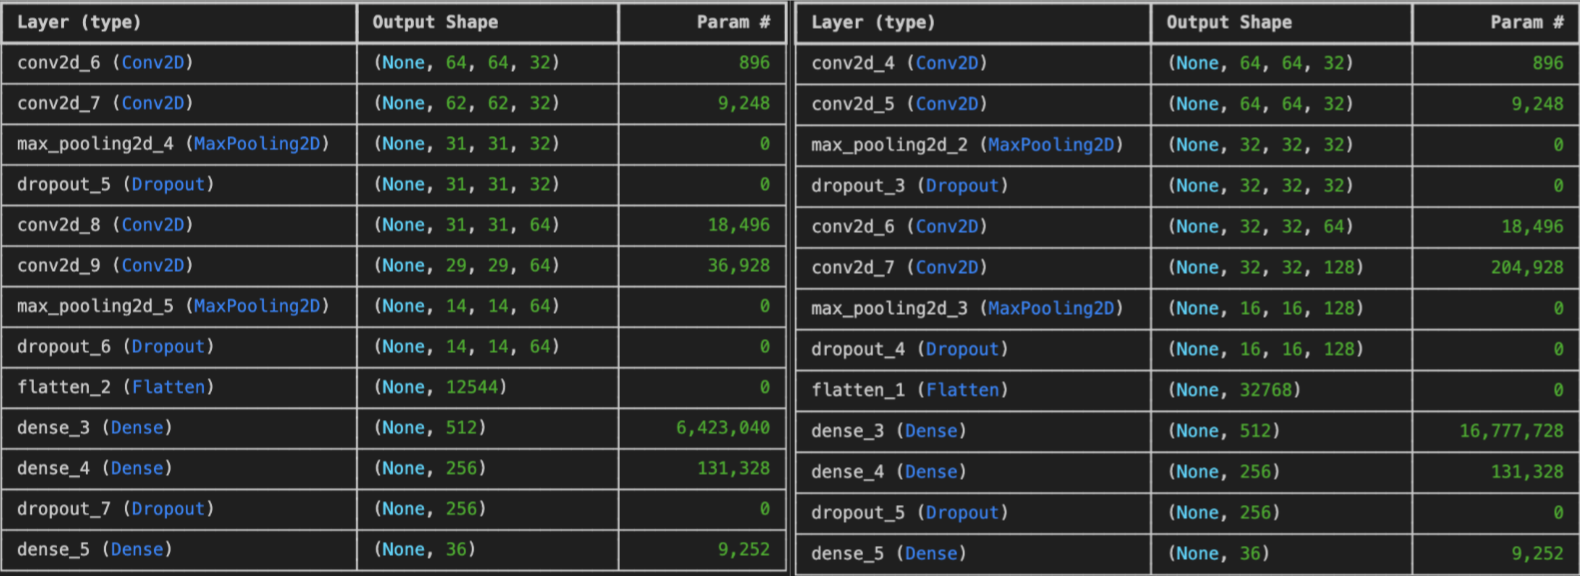 Layer (type) Output Shape Param #
conv2d_6 (Conv2D) (None, 64, 64, 32) 896
conv2d_7 (Conv2D) (None, 62, 62, 32) 9,248
max_pooling2d_4 (MaxPooling2D) (None, 31, 31, 32) 0
dropout_5 (Dropout) (None, 31, 31, 32) 0
conv2d_8 (Conv2D) (None, 31, 31, 64) 18,496
conv2d_9 (Conv2D) (None, 29, 29, 64) 36,928
max_pooling2d_5 (MaxPooling2D) (None, 14, 14, 64) 0
dropout_6 (Dropout) (None, 14, 14, 64) 0
flatten_2 (Flatten) (None, 12544) 0
dense_3 (Dense) (None, 512) 6,423,040
dense_4 (Dense) (None, 256) 131,328
dropout_7 (Dropout) (None, 256) 0
dense_5 (Dense) (None, 36) 9,252
Layer (type) Output Shape Param #
conv2d_4 (Conv2D) (None, 64, 64, 32) 896
conv2d_5 (Conv2D) (None, 64, 64, 32) 9,248
max_pooling2d_2 (MaxPooling2D) (None, 32, 32, 32) 0
dropout_3 (Dropout) (None, 32, 32, 32) 0
conv2d_6 (Conv2D) (None, 32, 32, 64) 18,496
conv2d_7 (Conv2D) (None, 32, 32, 128) 204,928
max_pooling2d_3 (MaxPooling2D) (None, 16, 16, 128) 0
dropout_4 (Dropout) (None, 16, 16, 128) 0
flatten_1 (Flatten) (None, 32768) 0
dense_3 (Dense) (None, 512) 16,777,728
dense_4 (Dense) (None, 256) 131,328
dropout_5 (Dropout) (None, 256) 0
dense_5 (Dense) (None, 36) 9,252